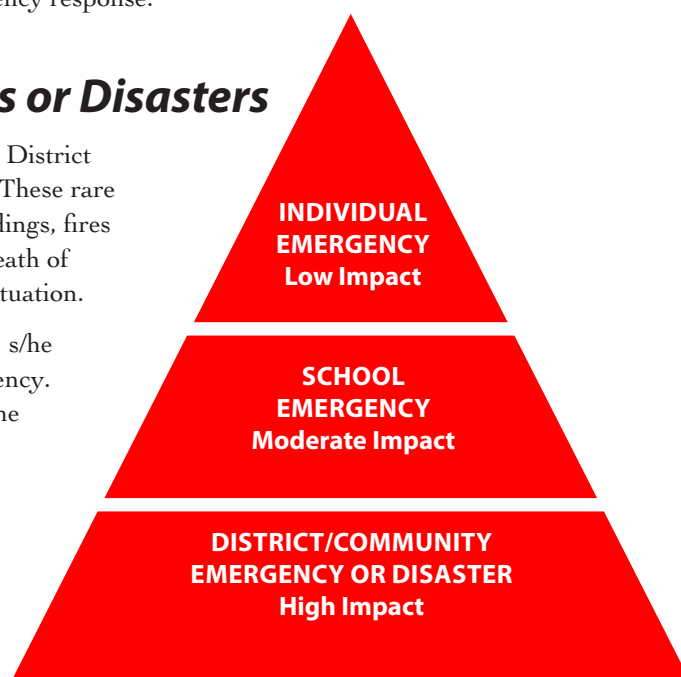 response.
s or Disasters
District
These rare
dings, fires
eath of
tuation.
s/he
ency.
ne
INDIVIDUAL
EMERGENCY
Low Impact
SCHOOL
EMERGENCY
Moderate Impact
DISTRICT/COMMUNITY
EMERGENCY OR DISASTER
High Impact